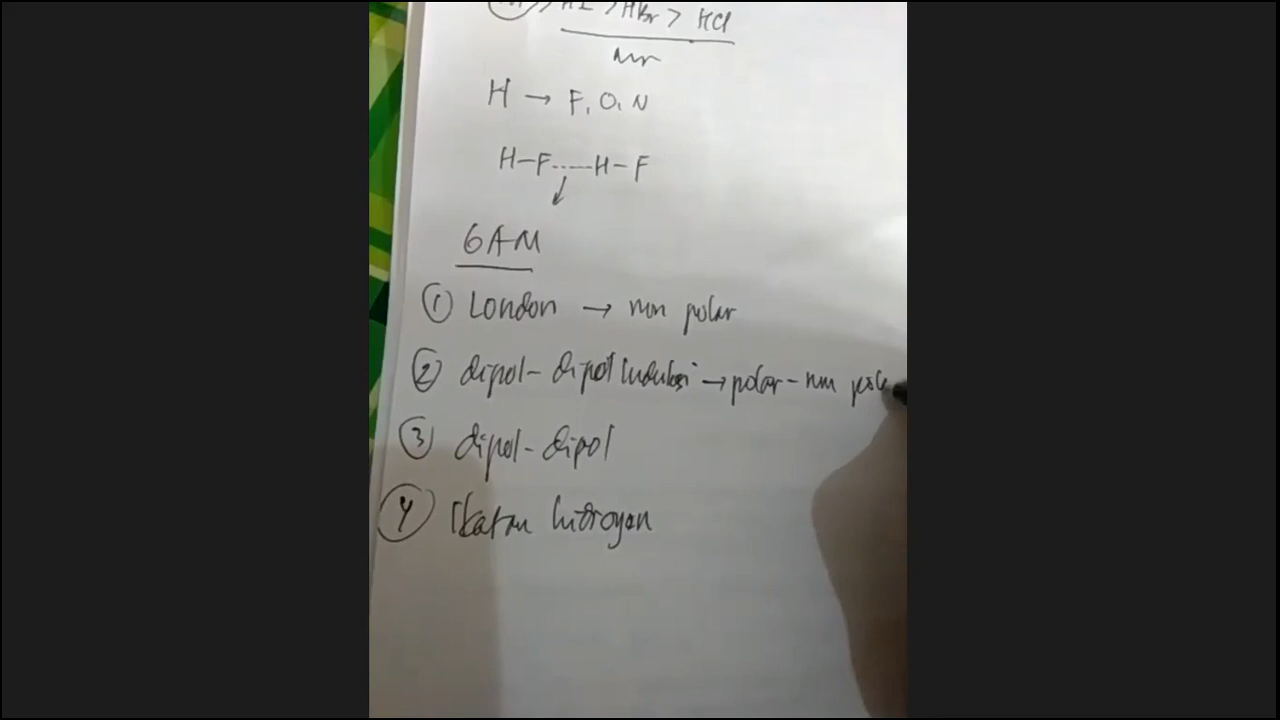 > HBr > HCl
Mr
H → F, O, N
H-F.....H-F
GAM
① London → non polar
② dipol - dipol Induksi → polar - non
③ dipol - dipol
④ Ikatan hidrogen